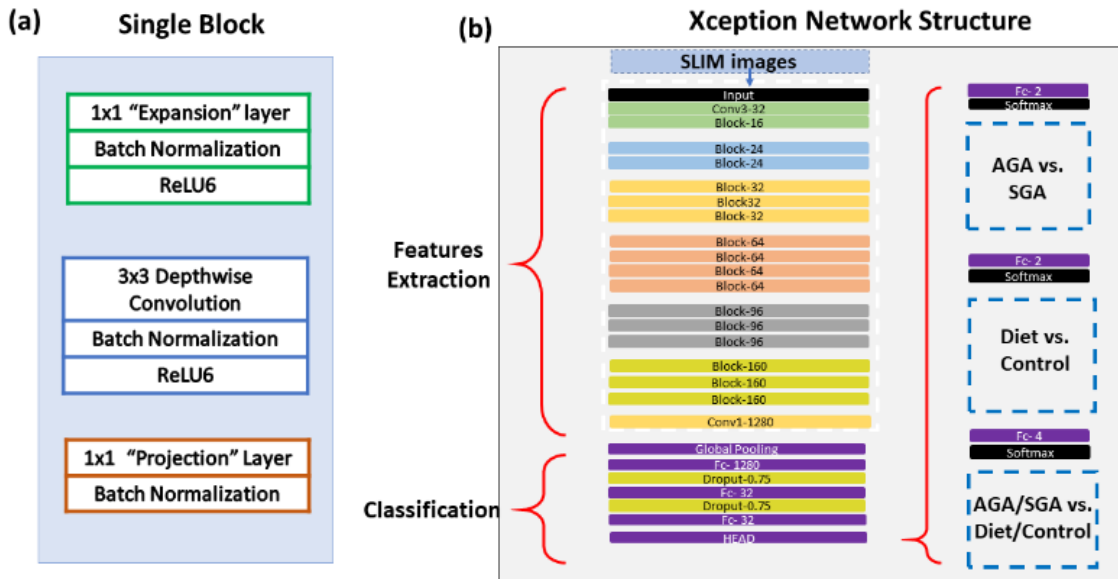 (a)
Single Block
1x1 “Expansion” layer
Batch Normalization
ReLU6
3x3 Depthwise
Convolution
Batch Normalization
ReLU6
1x1 “Projection” Layer
Batch Normalization
(b)
Xception Network Structure
SLIM images
Input
Conv3-32
Block-16
Block-24
Block-24
Block-32
Block32
Block-32
Block-64
Block-64
Block-64
Block-64
Block-96
Block-96
Block-96
Block-160
Block-160
Block-160
Conv1-1280
Features
Extraction
Global Pooling
Fc- 1280
Droput-0.75
Fc- 32
Droput-0.75
Fc- 32
HEAD
Classification
Fc- 2
Softmax
AGA vs.
SGA
Fc- 2
Softmax
Diet vs.
Control
Fc- 4
Softmax
AGA/SGA vs.
Diet/Control